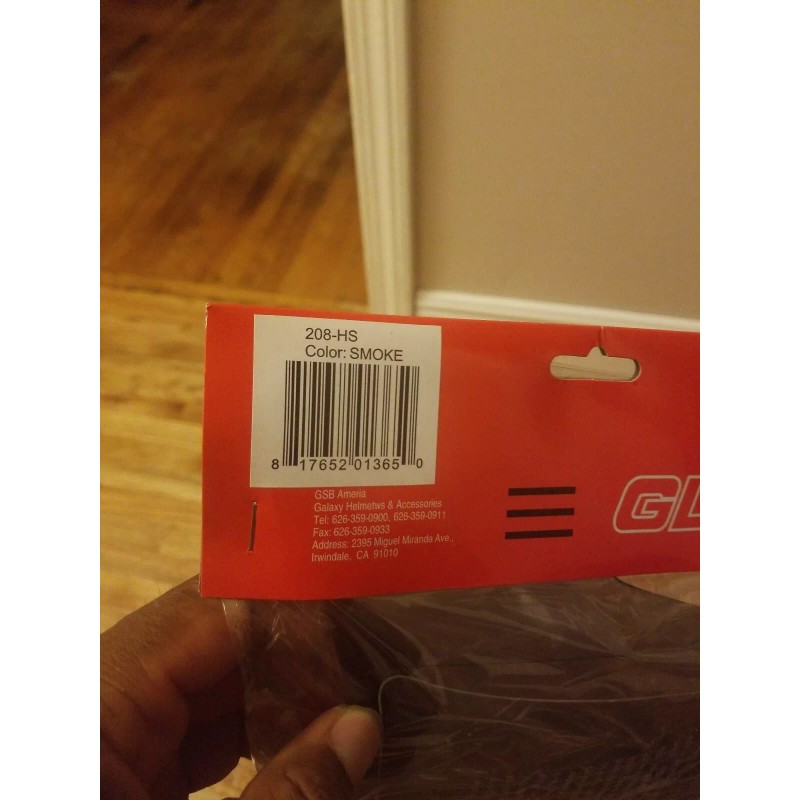 208-HS
Color: SMOKE
8 17652 01365 0
GSB Ameria
Galaxy Helmetws & Accessories
Tel: 626-359-0900, 626-359-0911
Fax: 626-359-0933
Address: 2395 Miguel Miranda Ave.,
Irwindale, CA 91010
GL